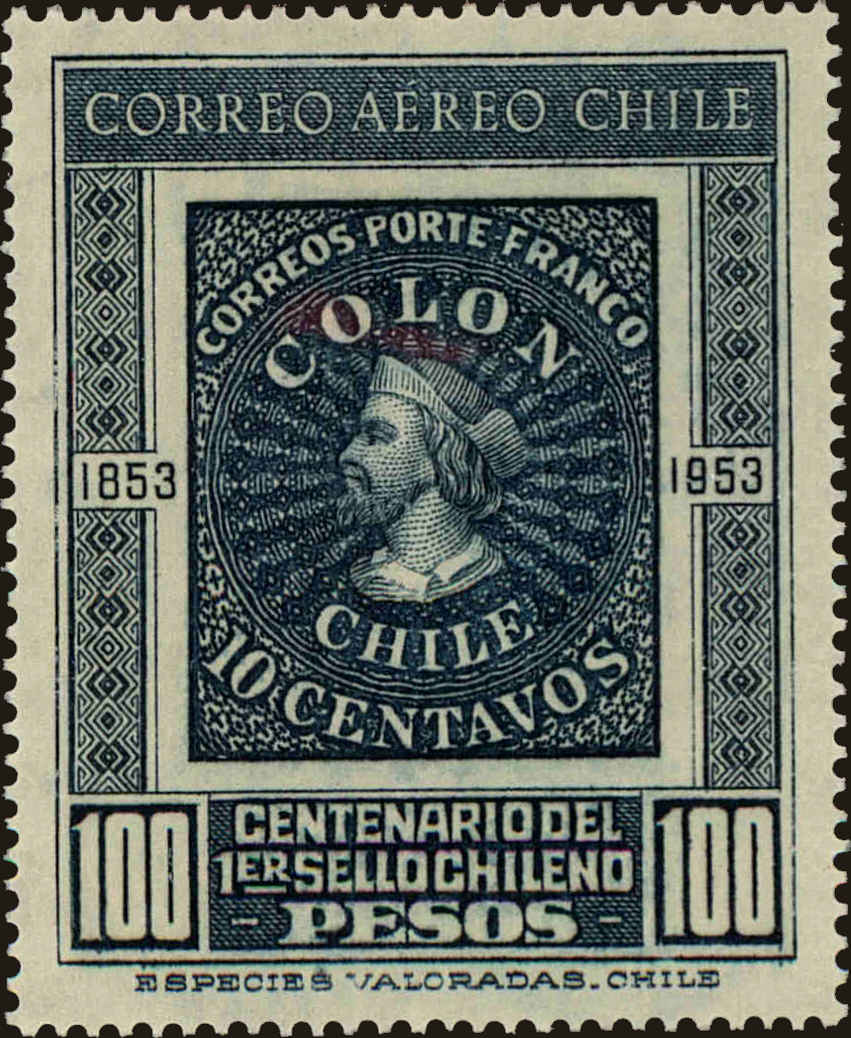 CORREO AÉREO CHILE
CORREOS PORTE FRANCO
COLON
1853
1953
CHILE
10 CENTAVOS
100
CENTENARIO DEL
1ER SELLO CHILENO
- PESOS -
100
ESPECIES VALORADAS. CHILE